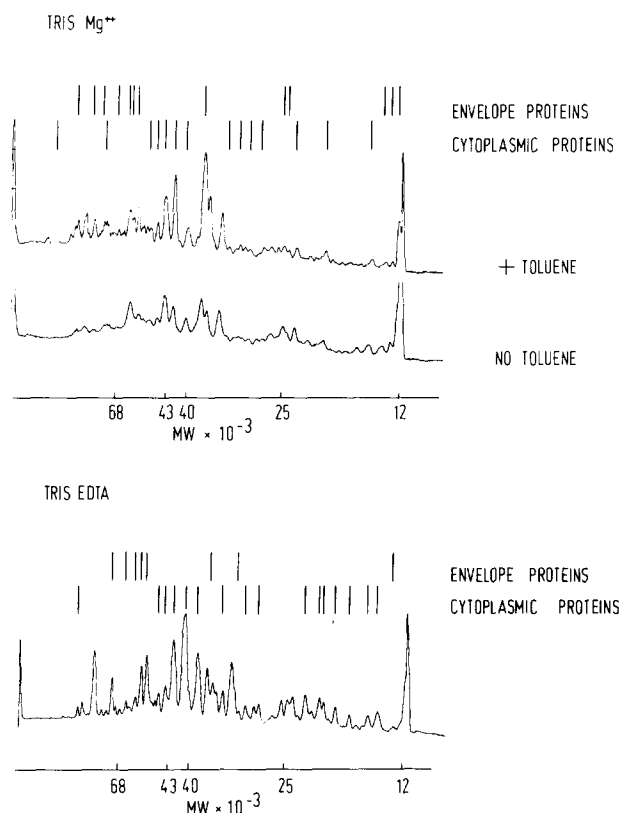 TRIS Mg⁺⁺
ENVELOPE PROTEINS
CYTOPLASMIC PROTEINS
+ TOLUENE
NO TOLUENE
68 43 40 25 12
MW × 10⁻³
TRIS EDTA
ENVELOPE PROTEINS
CYTOPLASMIC PROTEINS
68 43 40 25 12
MW × 10⁻³